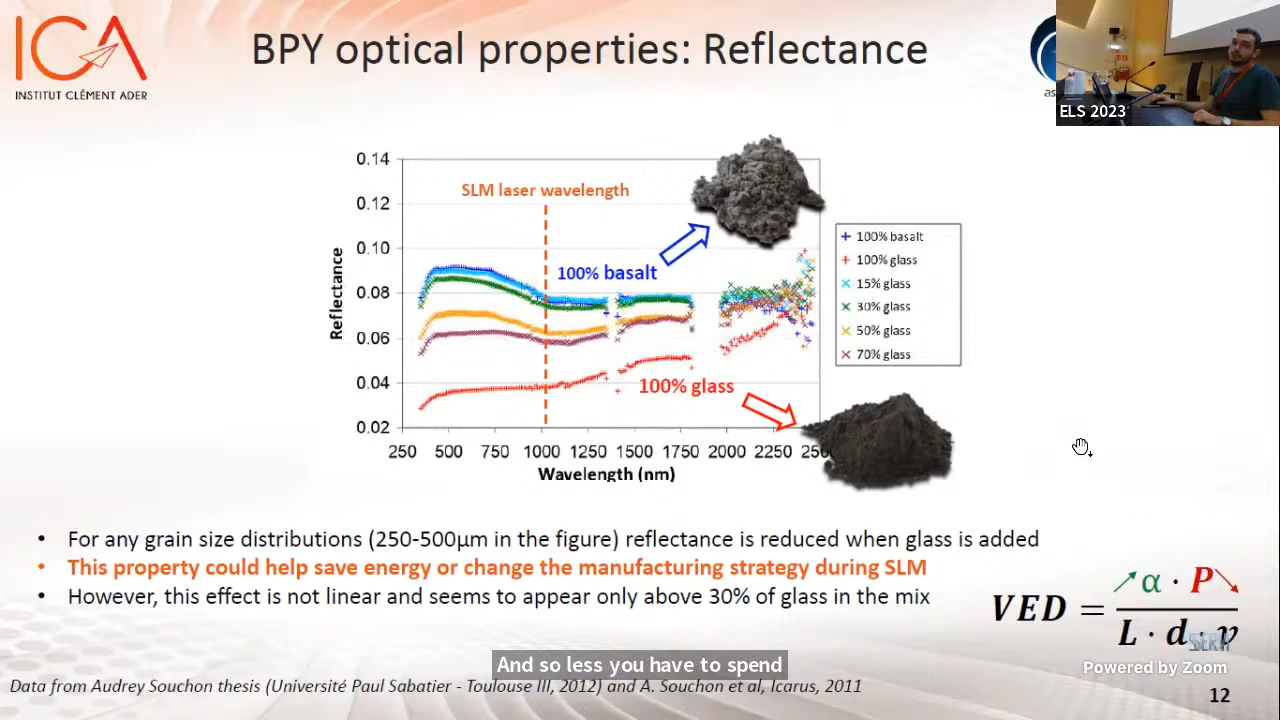 ICA
INSTITUT CLÉMENT ADER
BPY optical properties: Reflectance
as
ELS 2023
0.14
0.12
0.10
0.08
0.06
0.04
0.02
Reflectance
SLM laser wavelength
100% basalt
100% glass
250 500 750 1000 1250 1500 1750 2000 2250
Wavelength (nm)
100% basalt
100% glass
15% glass
30% glass
50% glass
70% glass
• For any grain size distributions (250-500µm in the figure) reflectance is reduced when glass is added
• This property could help save energy or change the manufacturing strategy during SLM
• However, this effect is not linear and seems to appear only above 30% of glass in the mix
VED = α · P / L · d · v
And so less you have to spend
Powered by Zoom
Data from Audrey Souchon thesis (Université Paul Sabatier - Toulouse III, 2012) and A. Souchon et al, Icarus, 2011
12